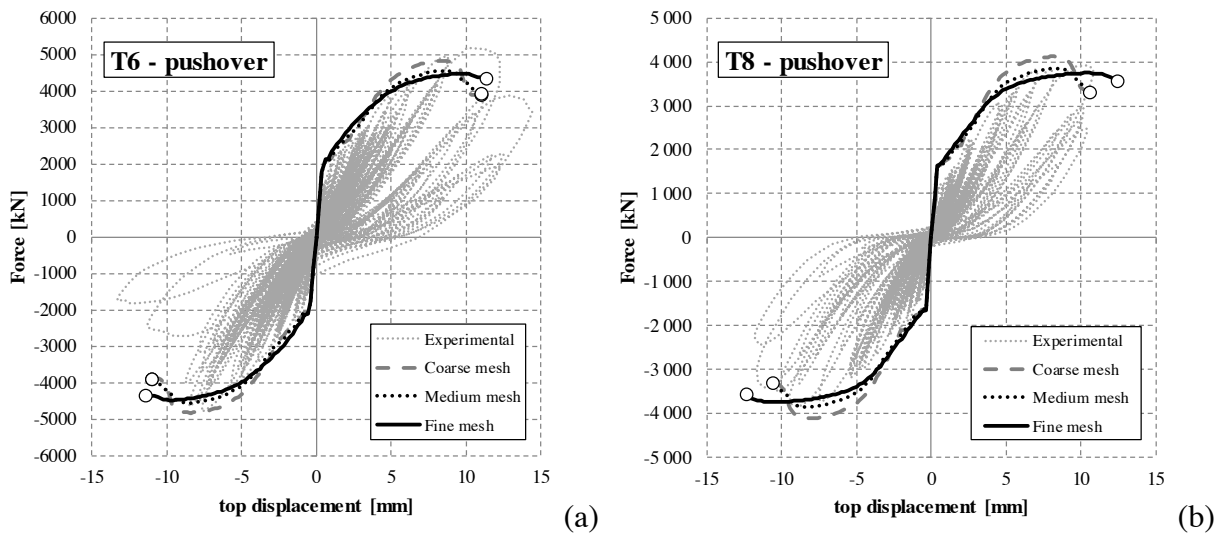 T6 - pushover
Force [kN]
6000
5000
4000
3000
2000
1000
0
-1000
-2000
-3000
-4000
-5000
-6000
-15 -10 -5 0 5 10 15
top displacement [mm]
Experimental
Coarse mesh
Medium mesh
Fine mesh
(a)
T8 - pushover
Force [kN]
5 000
4 000
3 000
2 000
1 000
0
-1 000
-2 000
-3 000
-4 000
-5 000
-15 -10 -5 0 5 10 15
top displacement [mm]
Experimental
Coarse mesh
Medium mesh
Fine mesh
(b)